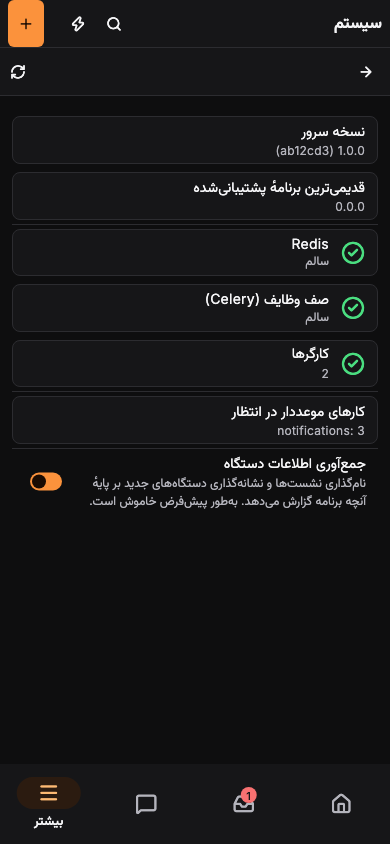 سیستم
نسخه سرور
1.0.0 (ab12cd3)
قدیمی‌ترین برنامهٔ پشتیبانی‌شده
0.0.0
Redis
سالم
صف وظایف (Celery)
سالم
کارگرها
2
کارهای موعددار در انتظار
notifications: 3
جمع‌آوری اطلاعات دستگاه
نام‌گذاری نشست‌ها و نشانه‌گذاری دستگاه‌های جدید بر پایهٔ
آنچه برنامه گزارش می‌دهد. به‌طور پیش‌فرض خاموش است.
1
بیشتر